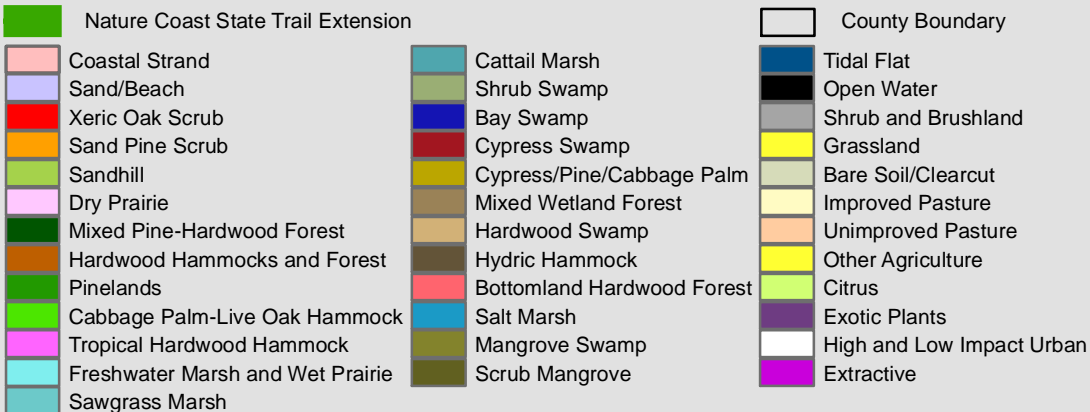 Nature Coast State Trail Extension
County Boundary
Coastal Strand
Sand/Beach
Xeric Oak Scrub
Sand Pine Scrub
Sandhill
Dry Prairie
Mixed Pine-Hardwood Forest
Hardwood Hammocks and Forest
Pinelands
Cabbage Palm-Live Oak Hammock
Tropical Hardwood Hammock
Freshwater Marsh and Wet Prairie
Sawgrass Marsh
Cattail Marsh
Shrub Swamp
Bay Swamp
Cypress Swamp
Cypress/Pine/Cabbage Palm
Mixed Wetland Forest
Hardwood Swamp
Hydric Hammock
Bottomland Hardwood Forest
Salt Marsh
Mangrove Swamp
Scrub Mangrove
Tidal Flat
Open Water
Shrub and Brushland
Grassland
Bare Soil/Clearcut
Improved Pasture
Unimproved Pasture
Other Agriculture
Citrus
Exotic Plants
High and Low Impact Urban
Extractive